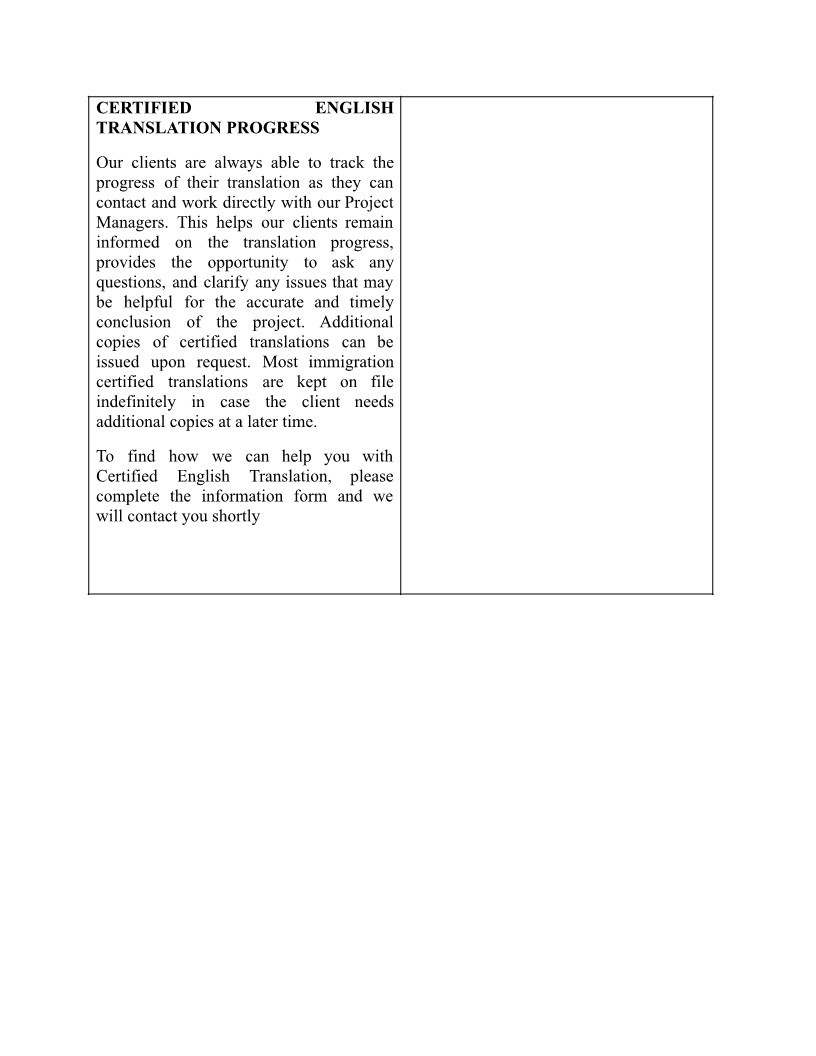 CERTIFIED ENGLISH
TRANSLATION PROGRESS
Our clients are always able to track the
progress of their translation as they can
contact and work directly with our Project
Managers. This helps our clients remain
informed on the translation progress,
provides the opportunity to ask any
questions, and clarify any issues that may
be helpful for the accurate and timely
conclusion of the project. Additional
copies of certified translations can be
issued upon request. Most immigration
certified translations are kept on file
indefinitely in case the client needs
additional copies at a later time.
To find how we can help you with
Certified English Translation, please
complete the information form and we
will contact you shortly